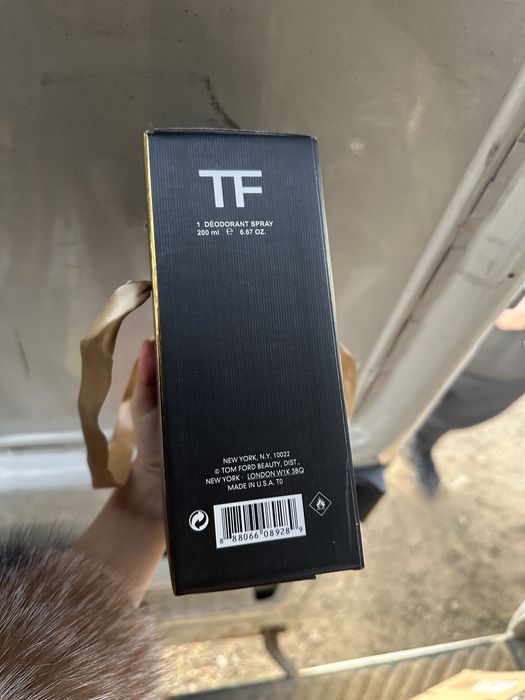 TF
1 DÉODORANT SPRAY
200 ml ℮ 6.67 OZ.
NEW YORK, N.Y. 10022
© TOM FORD BEAUTY, DIST.,
NEW YORK · LONDON W1K 3BQ
MADE IN U.S.A. T0
8 88066 08928 9